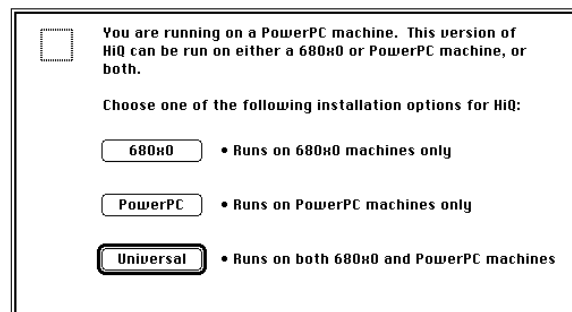 You are running on a PowerPC machine. This version of
HiQ can be run on either a 680x0 or PowerPC machine, or
both.
Choose one of the following installation options for HiQ:
680x0 • Runs on 680x0 machines only
PowerPC • Runs on PowerPC machines only
Universal • Runs on both 680x0 and PowerPC machines